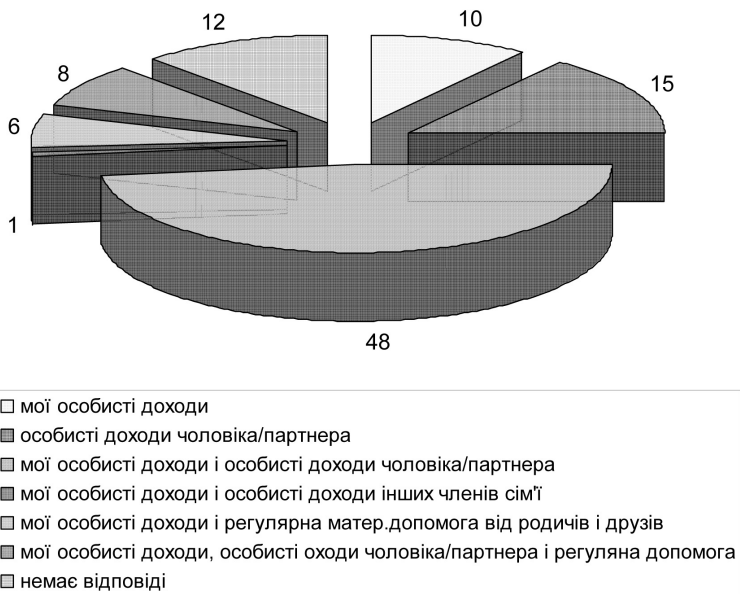 12
10
8
15
6
1
48
мої особисті доходи
особисті доходи чоловіка/партнера
мої особисті доходи і особисті доходи чоловіка/партнера
мої особисті доходи і особисті доходи інших членів сім'ї
мої особисті доходи і регулярна матер.допомога від родичів і друзів
мої особисті доходи, особисті оходи чоловіка/партнера і регуляна допомога
немає відповіді